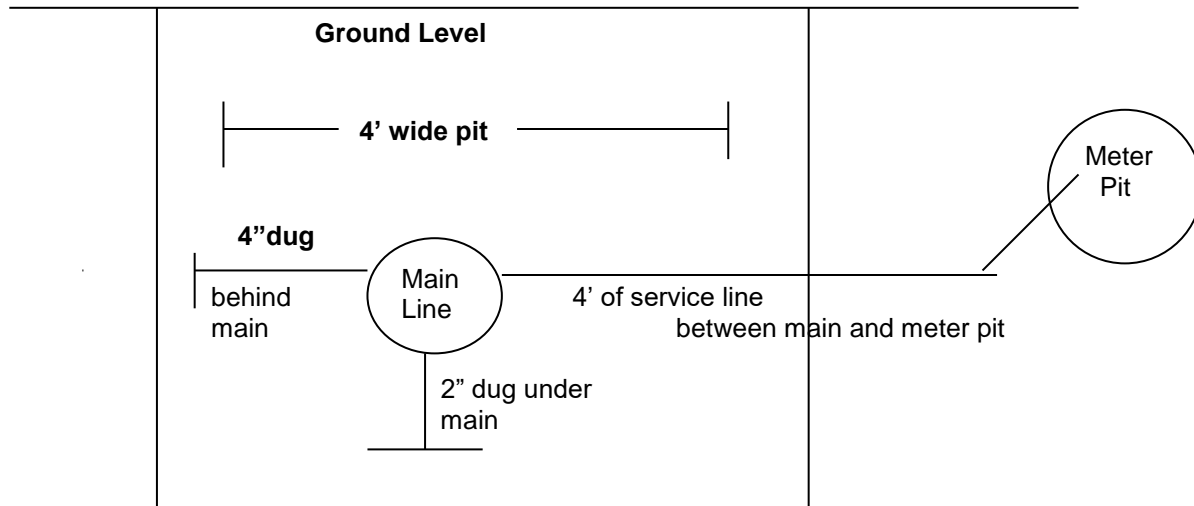 Ground Level
4’ wide pit
Meter
Pit
4”dug
behind
main
Main
Line
4’ of service line
between main and meter pit
2” dug under
main